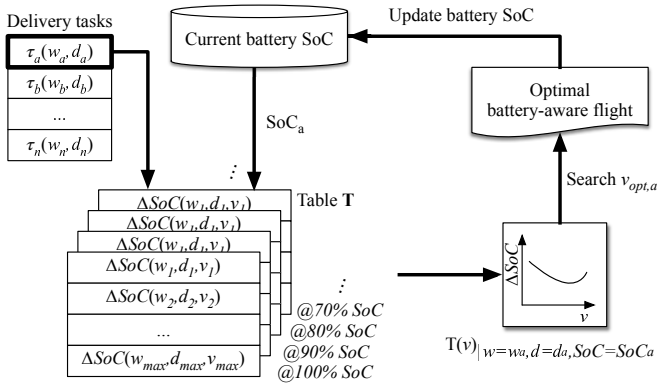 Delivery tasks
τa(wa,da)
τb(wb,db)
...
τn(wn,dn)
Current battery SoC
Update battery SoC
Optimal
battery-aware flight
SoCa
Search vopt,a
⋮
Table T
ΔSoC(w1,d1,v1)
ΔSoC(w1,d1,v1)
ΔSoC(w1,d1,v1)
ΔSoC(w1,d1,v1)
ΔSoC(w2,d2,v2)
...
ΔSoC(wmax,dmax,vmax)
⋮
@70% SoC
@80% SoC
@90% SoC
@100% SoC
ΔSoC
v
T(v)|w=wa,d=da,SoC=SoCa